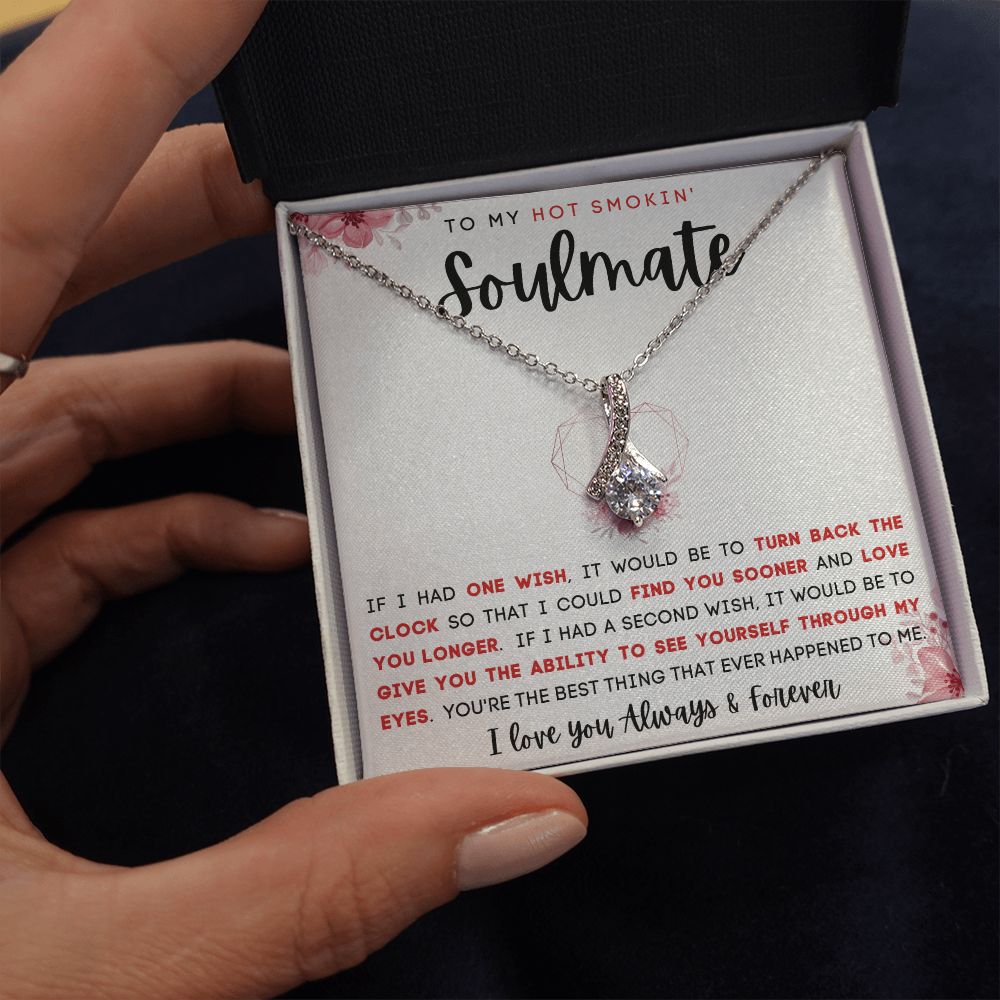 TO MY HOT SMOKIN'
Soulmate
IF I HAD ONE WISH, IT WOULD BE TO TURN BACK THE
CLOCK SO THAT I COULD FIND YOU SOONER AND LOVE
YOU LONGER. IF I HAD A SECOND WISH, IT WOULD BE TO
GIVE YOU THE ABILITY TO SEE YOURSELF THROUGH MY
EYES. YOU'RE THE BEST THING THAT EVER HAPPENED TO ME.
I love you Always & Forever